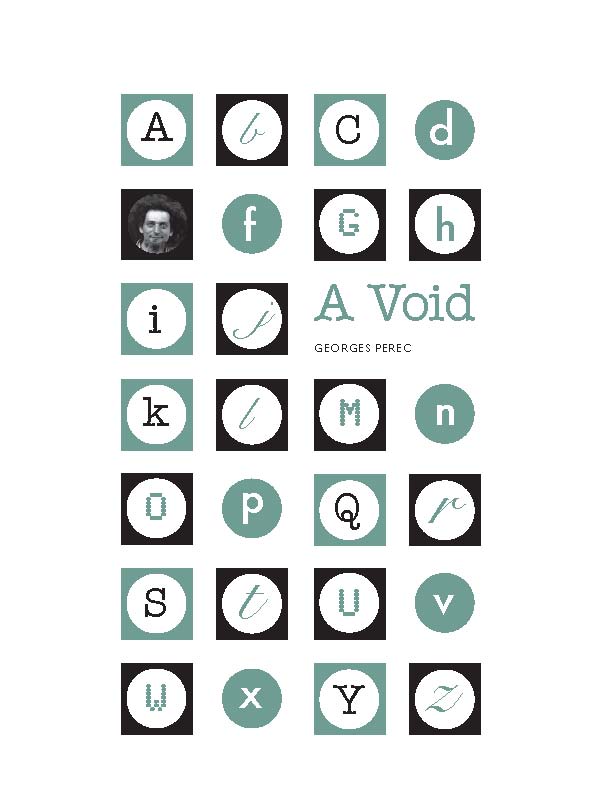 A b C d
f G h
i j A Void
GEORGES PEREC
k l M n
O p Q r
S t U v
W x Y z